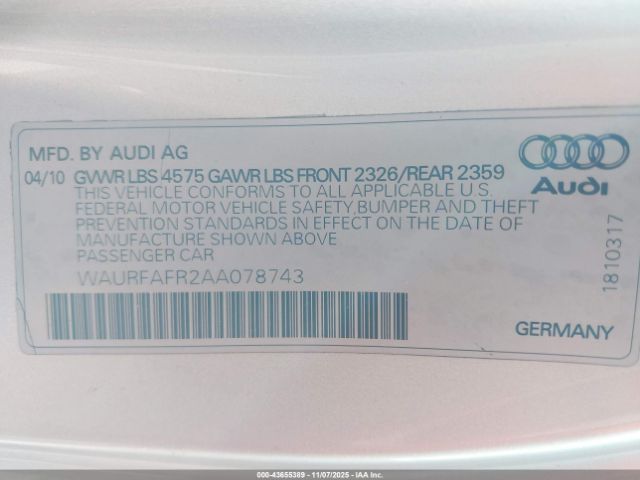 MFD. BY AUDI AG
04/10 GVWR LBS 4575 GAWR LBS FRONT 2326/REAR 2359
THIS VEHICLE CONFORMS TO ALL APPLICABLE U.S.
FEDERAL MOTOR VEHICLE SAFETY,BUMPER AND THEFT
PREVENTION STANDARDS IN EFFECT ON THE DATE OF
MANUFACTURE SHOWN ABOVE
PASSENGER CAR
WAURFAFR2AA078743
Audi
1810317
GERMANY
000-43655389 - 11/07/2025 - IAA Inc.